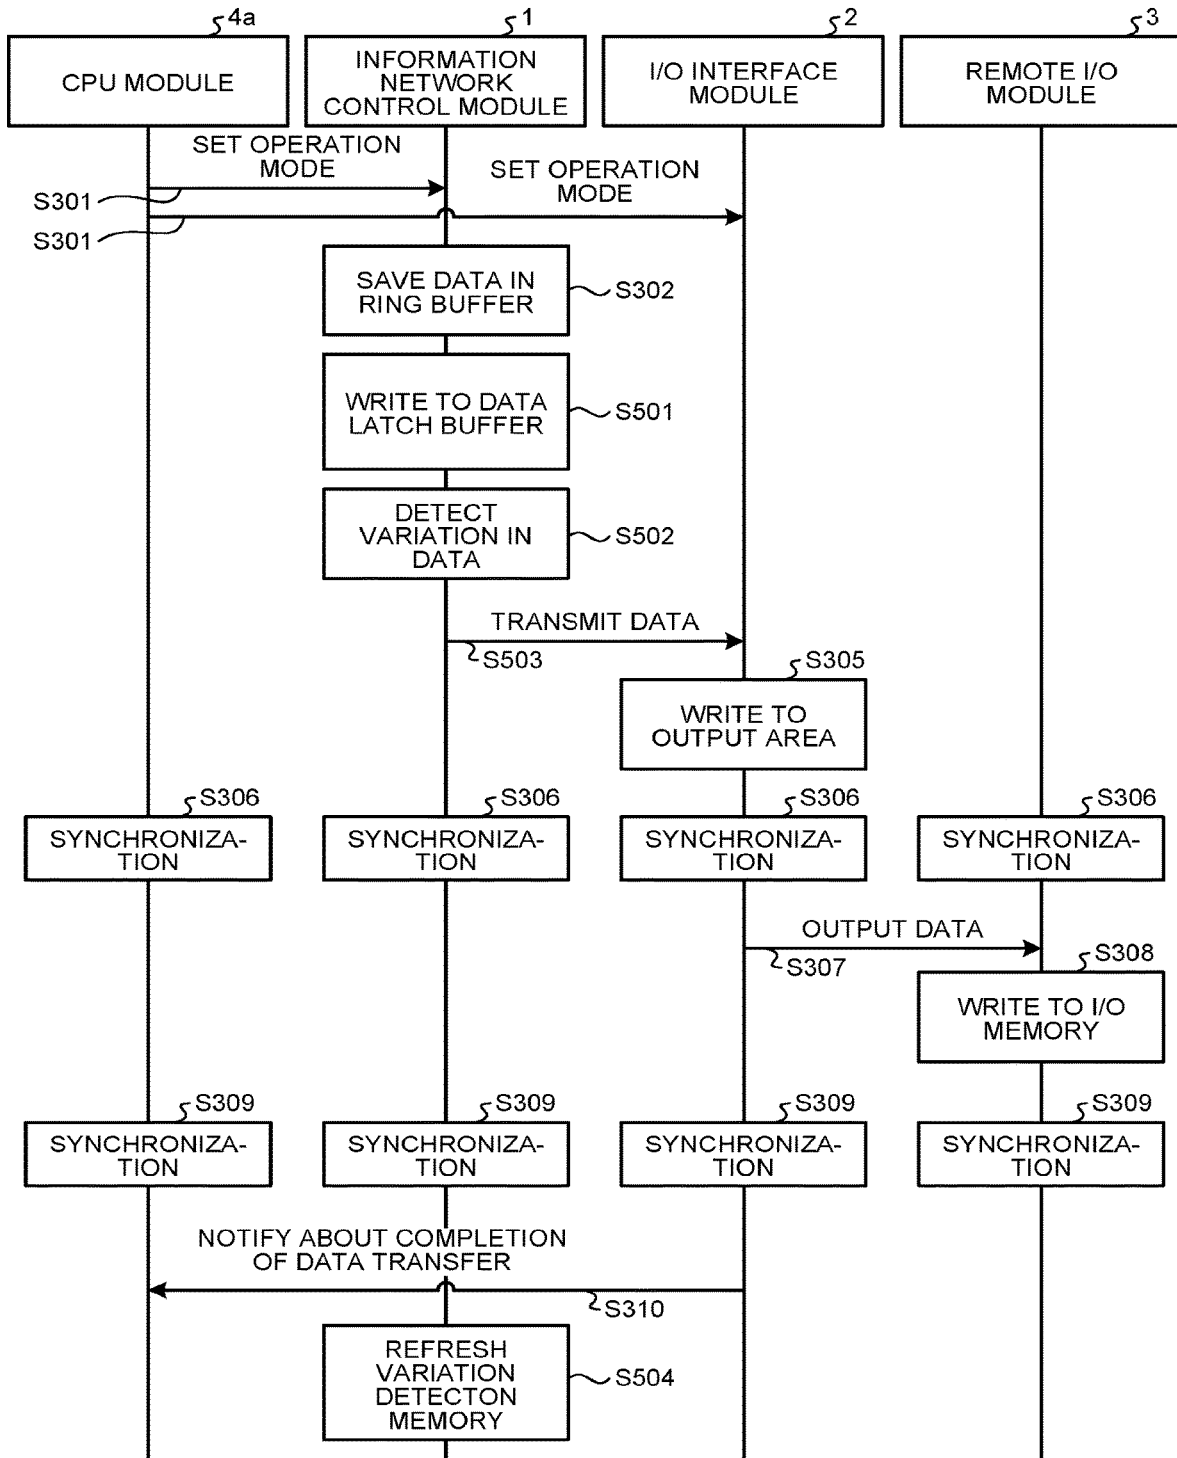 4a
1
2
3
CPU MODULE
INFORMATION
NETWORK
CONTROL MODULE
I/O INTERFACE
MODULE
REMOTE I/O
MODULE
SET OPERATION
MODE
S301
SET OPERATION
MODE
S301
SAVE DATA IN
RING BUFFER
S302
WRITE TO DATA
LATCH BUFFER
S501
DETECT
VARIATION IN
DATA
S502
TRANSMIT DATA
S503
S305
WRITE TO
OUTPUT AREA
S306
S306
S306
S306
SYNCHRONIZA-
TION
SYNCHRONIZA-
TION
SYNCHRONIZA-
TION
SYNCHRONIZA-
TION
OUTPUT DATA
S307
S308
WRITE TO I/O
MEMORY
S309
S309
S309
S309
SYNCHRONIZA-
TION
SYNCHRONIZA-
TION
SYNCHRONIZA-
TION
SYNCHRONIZA-
TION
NOTIFY ABOUT COMPLETION
OF DATA TRANSFER
S310
REFRESH
VARIATION
DETECTON
MEMORY
S504